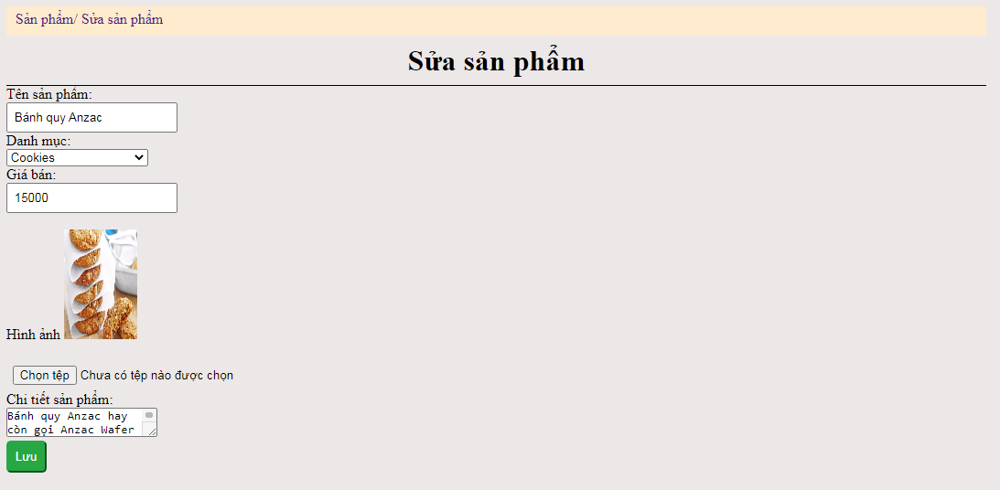 Sản phẩm/ Sửa sản phẩm
Sửa sản phẩm
Tên sản phẩm:
Bánh quy Anzac
Danh mục:
Cookies
Giá bán:
15000
Hình ảnh
Chọn tệp Chưa có tệp nào được chọn
Chi tiết sản phẩm:
Bánh quy Anzac hay
còn gọi Anzac Wafer
Lưu